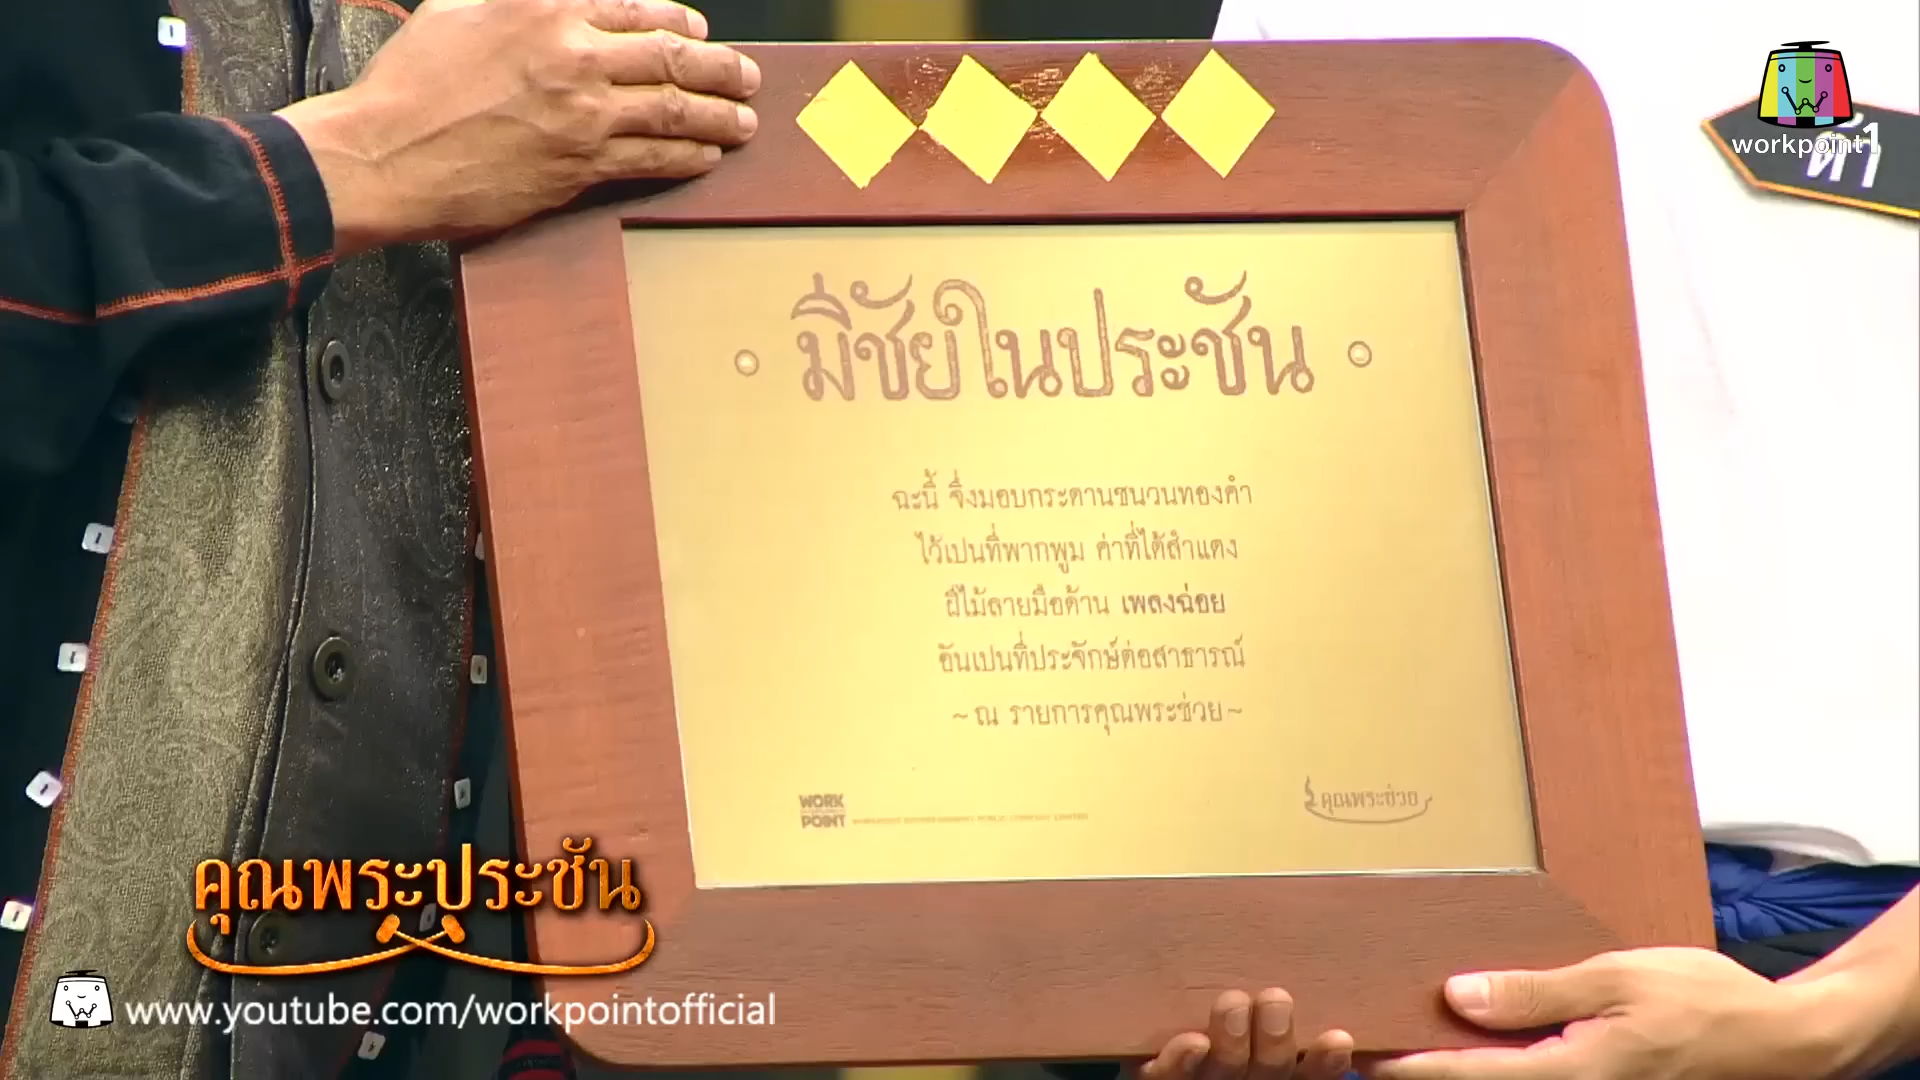 workpoint
ดำ
มีชัยในประชัน
ฉะนี้ จึ่งมอบกระดานชนวนทองคำ
ไว้เปนที่พากพูม ค่าที่ได้สำแดง
ฝีไม้ลายมือด้าน เพลงฉ่อย
อันเปนที่ประจักษ์ต่อสาธารณ์
~ ณ รายการคุณพระช่วย ~
WORK
POINT
คุณพระช่วย
คุณพระประชัน
www.youtube.com/workpointofficial